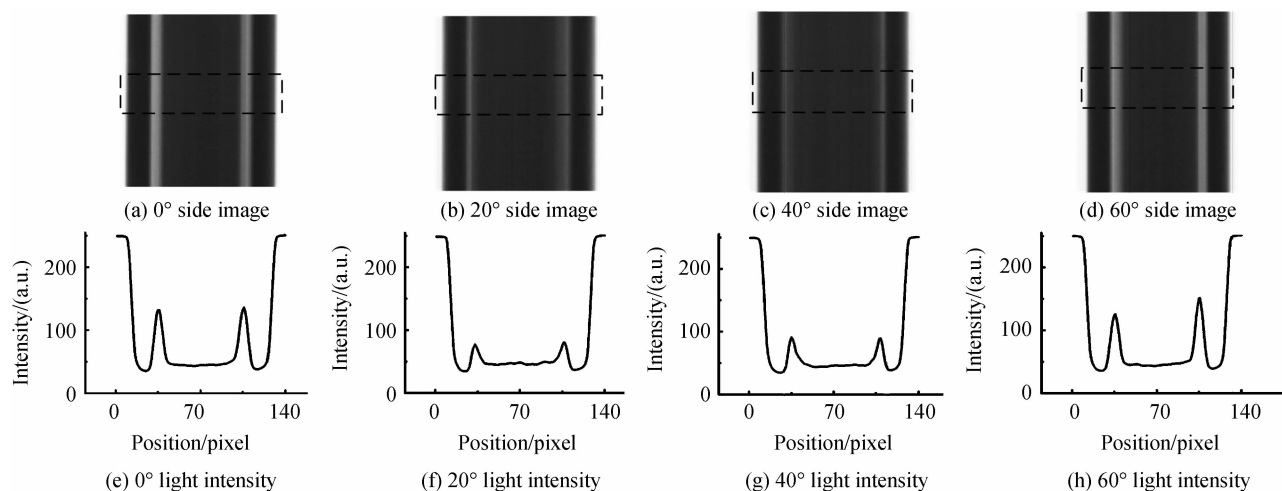 (a) 0° side image
(b) 20° side image
(c) 40° side image
(d) 60° side image
Intensity/(a.u.)
200
100
0
0 70 140
Position/pixel
(e) 0° light intensity
Intensity/(a.u.)
200
100
0
0 70 140
Position/pixel
(f) 20° light intensity
Intensity/(a.u.)
200
100
0
0 70 140
Position/pixel
(g) 40° light intensity
Intensity/(a.u.)
200
100
0
0 70 140
Position/pixel
(h) 60° light intensity